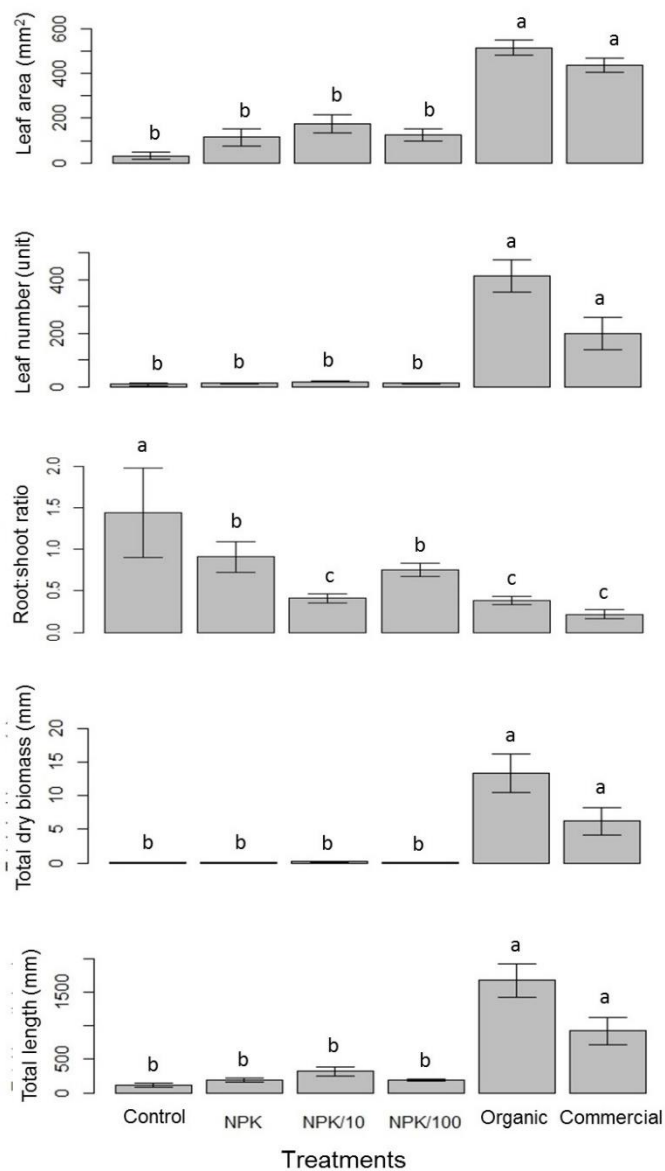 Leaf area (mm²)
600
400
200
0
b
b
b
b
a
a
Leaf number (unit)
400
200
0
b
b
b
b
a
a
Root:shoot ratio
2.0
1.5
1.0
0.5
0.0
a
b
c
b
c
c
Total dry biomass (mm)
20
15
10
5
0
b
b
b
b
a
a
Total length (mm)
1500
500
0
b
b
b
b
a
a
Control NPK NPK/10 NPK/100 Organic Commercial
Treatments